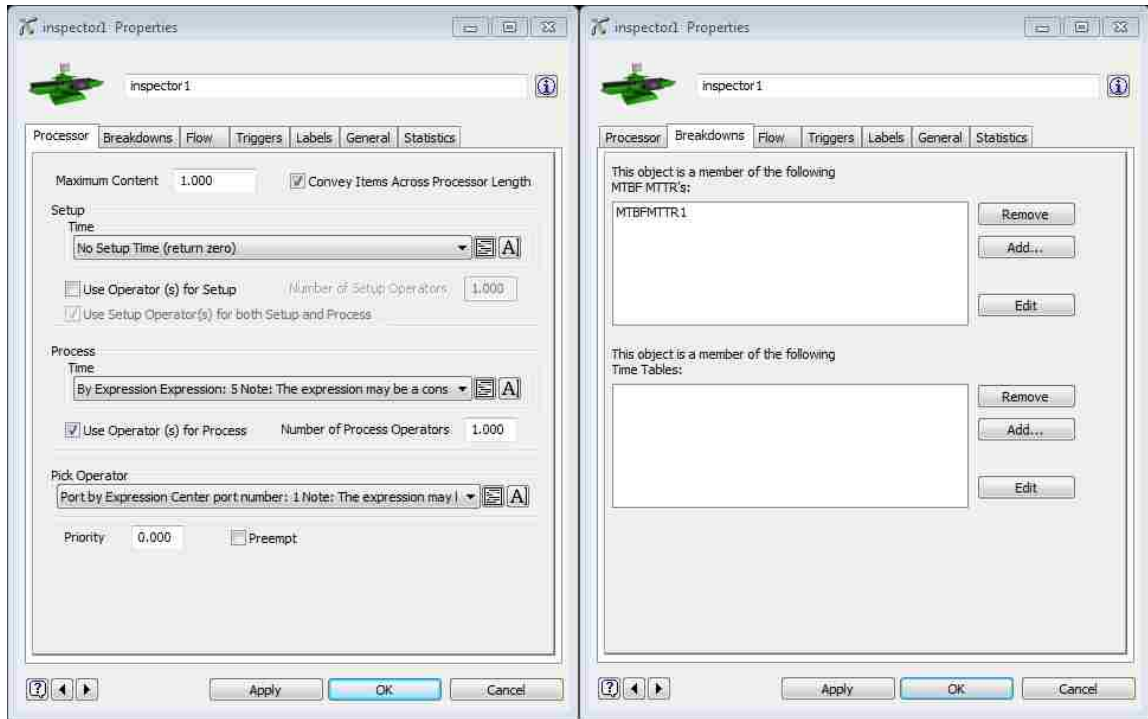 inspector1 Properties
inspector1
Processor Breakdowns Flow Triggers Labels General Statistics
Maximum Content 1.000 Convey Items Across Processor Length
Setup
Time
No Setup Time (return zero)
Use Operator (s) for Setup Number of Setup Operators 1.000
Use Setup Operator(s) for both Setup and Process
Process
Time
By Expression Expression: 5 Note: The expression may be a cons
Use Operator (s) for Process Number of Process Operators 1.000
Pick Operator
Port by Expression Center port number: 1 Note: The expression may l
Priority 0.000 Preempt
Apply OK Cancel
inspector1 Properties
inspector1
Processor Breakdowns Flow Triggers Labels General Statistics
This object is a member of the following
MTBF MTTR's:
MTBFMTTR1
Remove
Add...
Edit
This object is a member of the following
Time Tables:
Remove
Add...
Edit
Apply OK Cancel